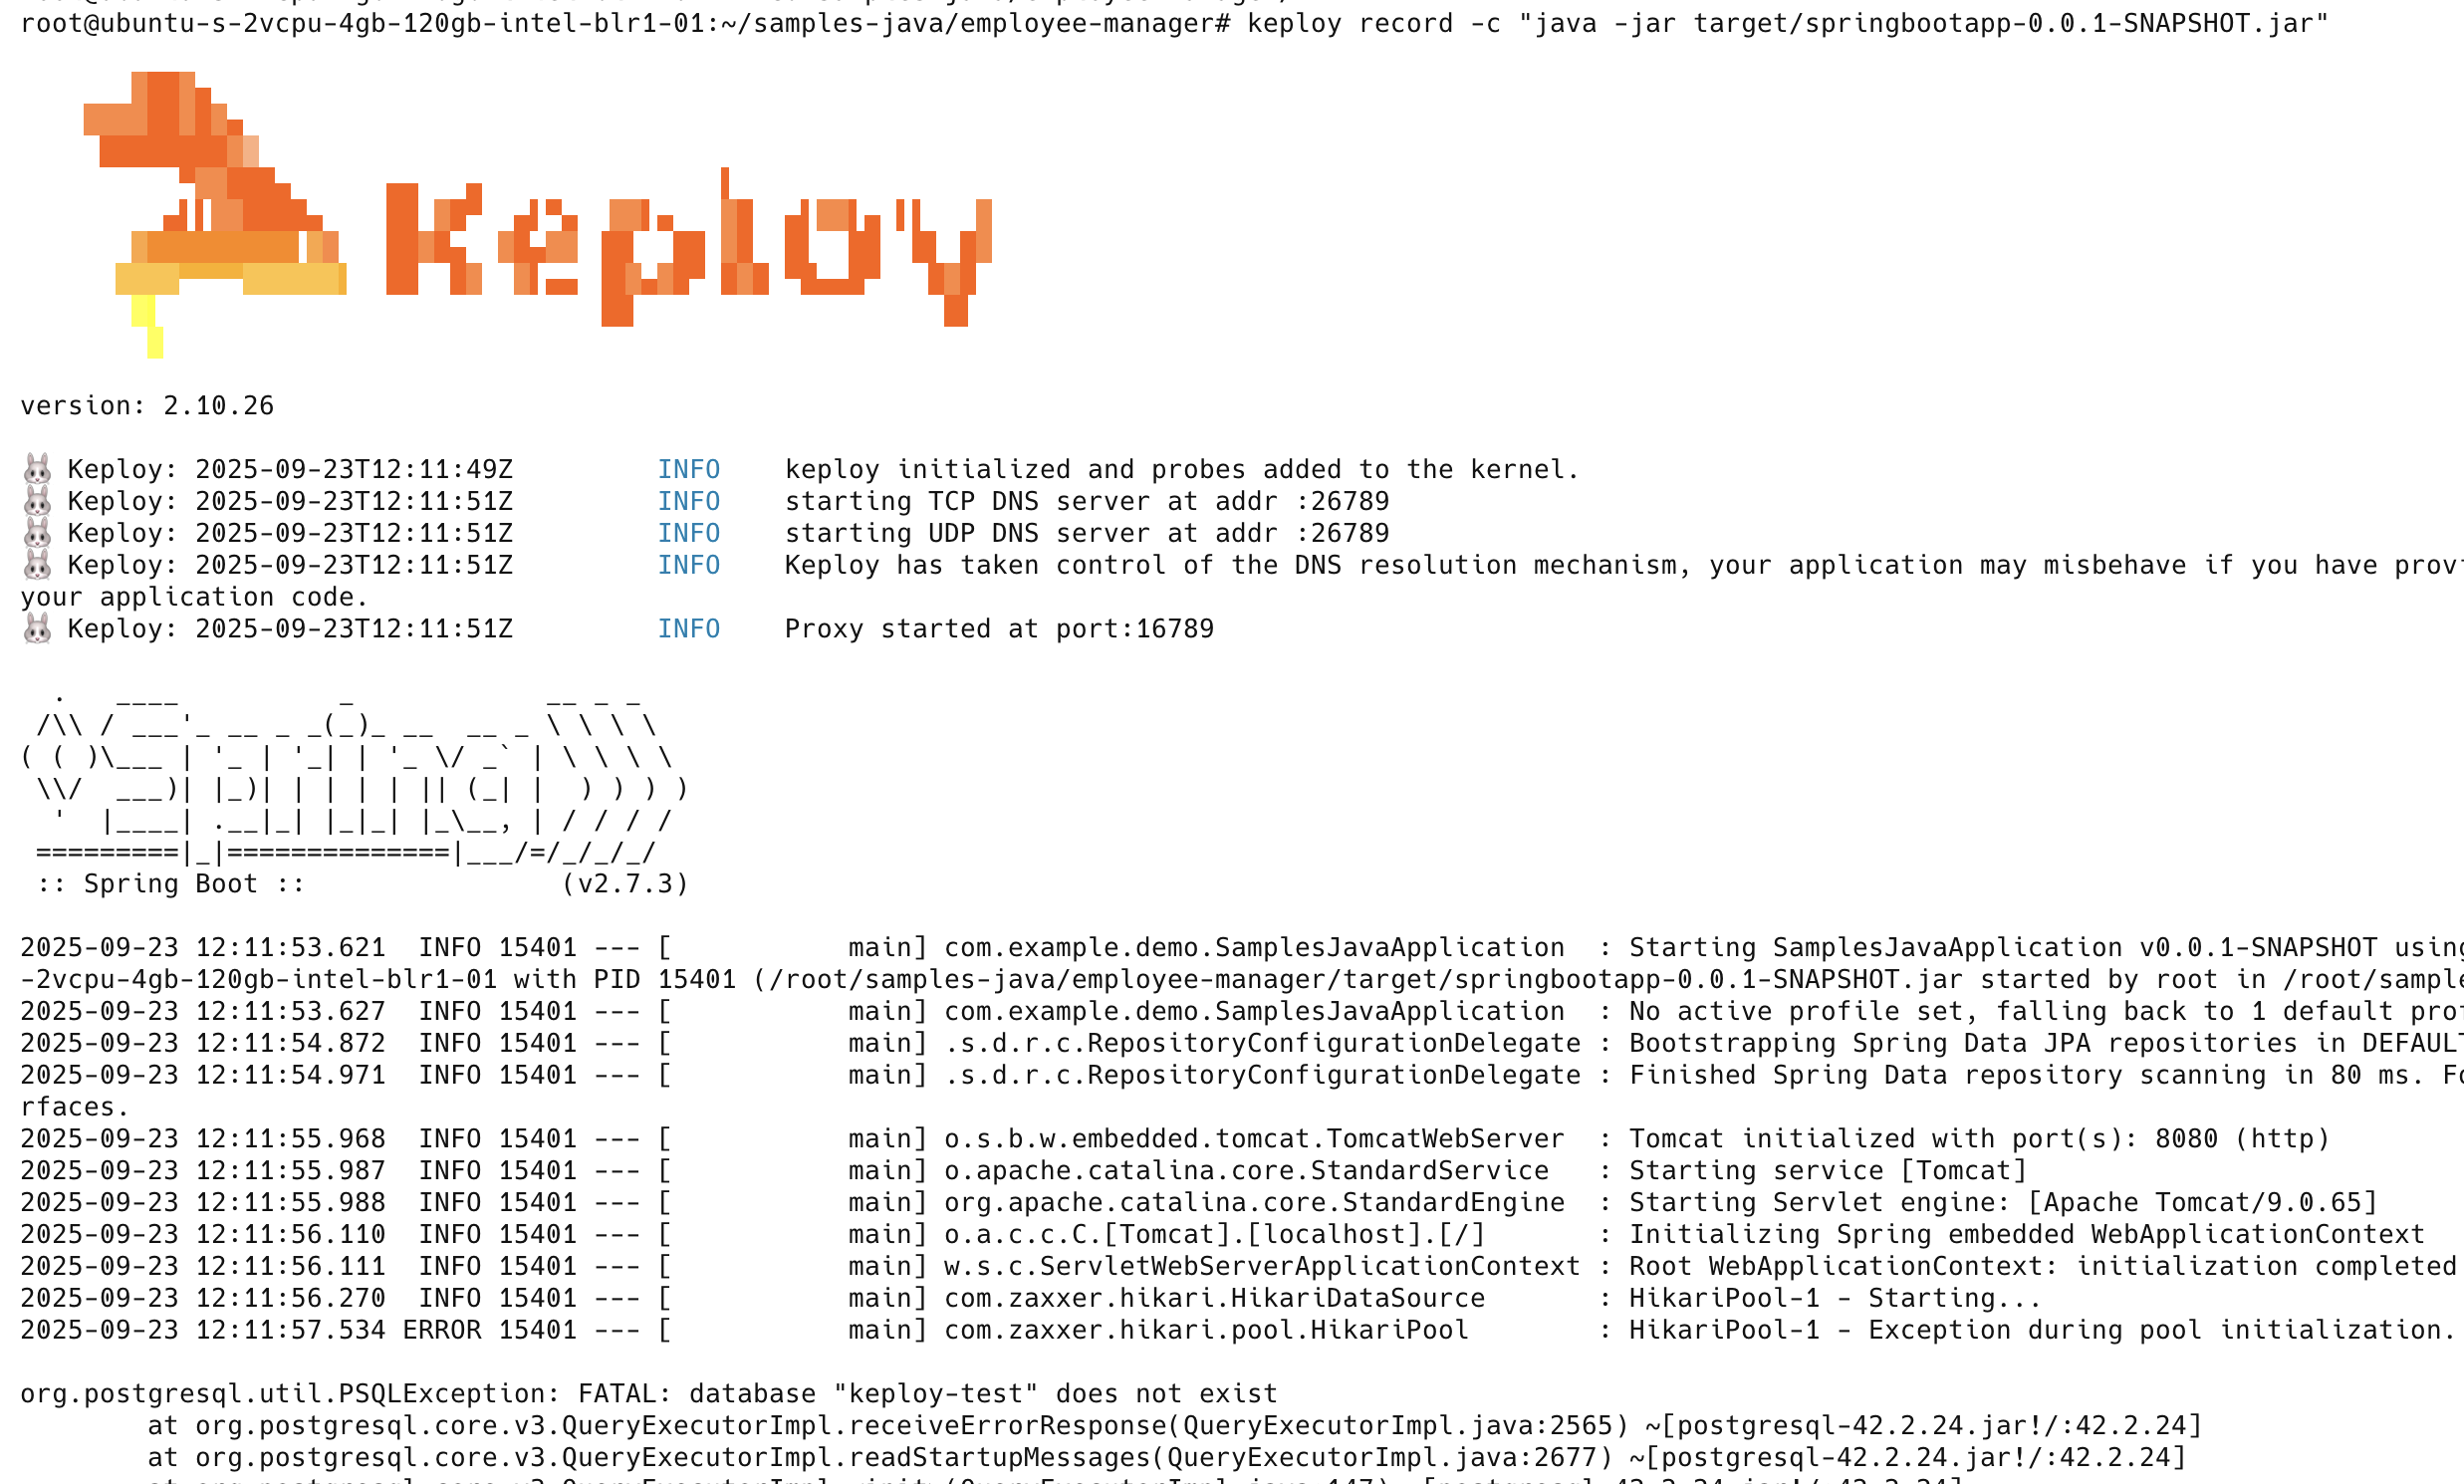 root@ubuntu-s-2vcpu-4gb-120gb-intel-blr1-01:~/samples-java/employee-manager# keploy record -c "java -jar target/springbootapp-0.0.1-SNAPSHOT.jar"
Keploy
version: 2.10.26
🐰 Keploy: 2025-09-23T12:11:49Z INFO keploy initialized and probes added to the kernel.
🐰 Keploy: 2025-09-23T12:11:51Z INFO starting TCP DNS server at addr :26789
🐰 Keploy: 2025-09-23T12:11:51Z INFO starting UDP DNS server at addr :26789
🐰 Keploy: 2025-09-23T12:11:51Z INFO Keploy has taken control of the DNS resolution mechanism, your application may misbehave if you have
your application code.
🐰 Keploy: 2025-09-23T12:11:51Z INFO Proxy started at port:16789
Spring
:: Spring Boot :: (v2.7.3)
2025-09-23 12:11:53.621 INFO 15401 --- [ main] com.example.demo.SamplesJavaApplication : Starting SamplesJavaApplication v0.0.1-SNAPSHOT using
-2vcpu-4gb-120gb-intel-blr1-01 with PID 15401 (/root/samples-java/employee-manager/target/springbootapp-0.0.1-SNAPSHOT.jar started by root in /root/sample
2025-09-23 12:11:53.627 INFO 15401 --- [ main] com.example.demo.SamplesJavaApplication : No active profile set, falling back to 1 default
2025-09-23 12:11:54.872 INFO 15401 --- [ main] .s.d.r.c.RepositoryConfigurationDelegate : Bootstrapping Spring Data JPA repositories in DEFAULT
2025-09-23 12:11:54.971 INFO 15401 --- [ main] .s.d.r.c.RepositoryConfigurationDelegate : Finished Spring Data repository scanning in 80 ms.
rfaces.
2025-09-23 12:11:55.968 INFO 15401 --- [ main] o.s.b.w.embedded.tomcat.TomcatWebServer : Tomcat initialized with port(s): 8080 (http)
2025-09-23 12:11:55.987 INFO 15401 --- [ main] o.apache.catalina.core.StandardService : Starting service [Tomcat]
2025-09-23 12:11:55.988 INFO 15401 --- [ main] org.apache.catalina.core.StandardEngine : Starting Servlet engine: [Apache Tomcat/9.0.65]
2025-09-23 12:11:56.110 INFO 15401 --- [ main] o.a.c.c.C.[Tomcat].[localhost].[/] : Initializing Spring embedded WebApplicationContext
2025-09-23 12:11:56.111 INFO 15401 --- [ main] w.s.c.ServletWebServerApplicationContext : Root WebApplicationContext: initialization completed
2025-09-23 12:11:56.270 INFO 15401 --- [ main] com.zaxxer.hikari.HikariDataSource : HikariPool-1 - Starting...
2025-09-23 12:11:57.534 ERROR 15401 --- [ main] com.zaxxer.hikari.pool.HikariPool : HikariPool-1 - Exception during pool initialization.
org.postgresql.util.PSQLException: FATAL: database "keploy-test" does not exist
at org.postgresql.core.v3.QueryExecutorImpl.receiveErrorResponse(QueryExecutorImpl.java:2565) ~[postgresql-42.2.24.jar!/:42.2.24]
at org.postgresql.core.v3.QueryExecutorImpl.readStartupMessages(QueryExecutorImpl.java:2677) ~[postgresql-42.2.24.jar!/:42.2.24]